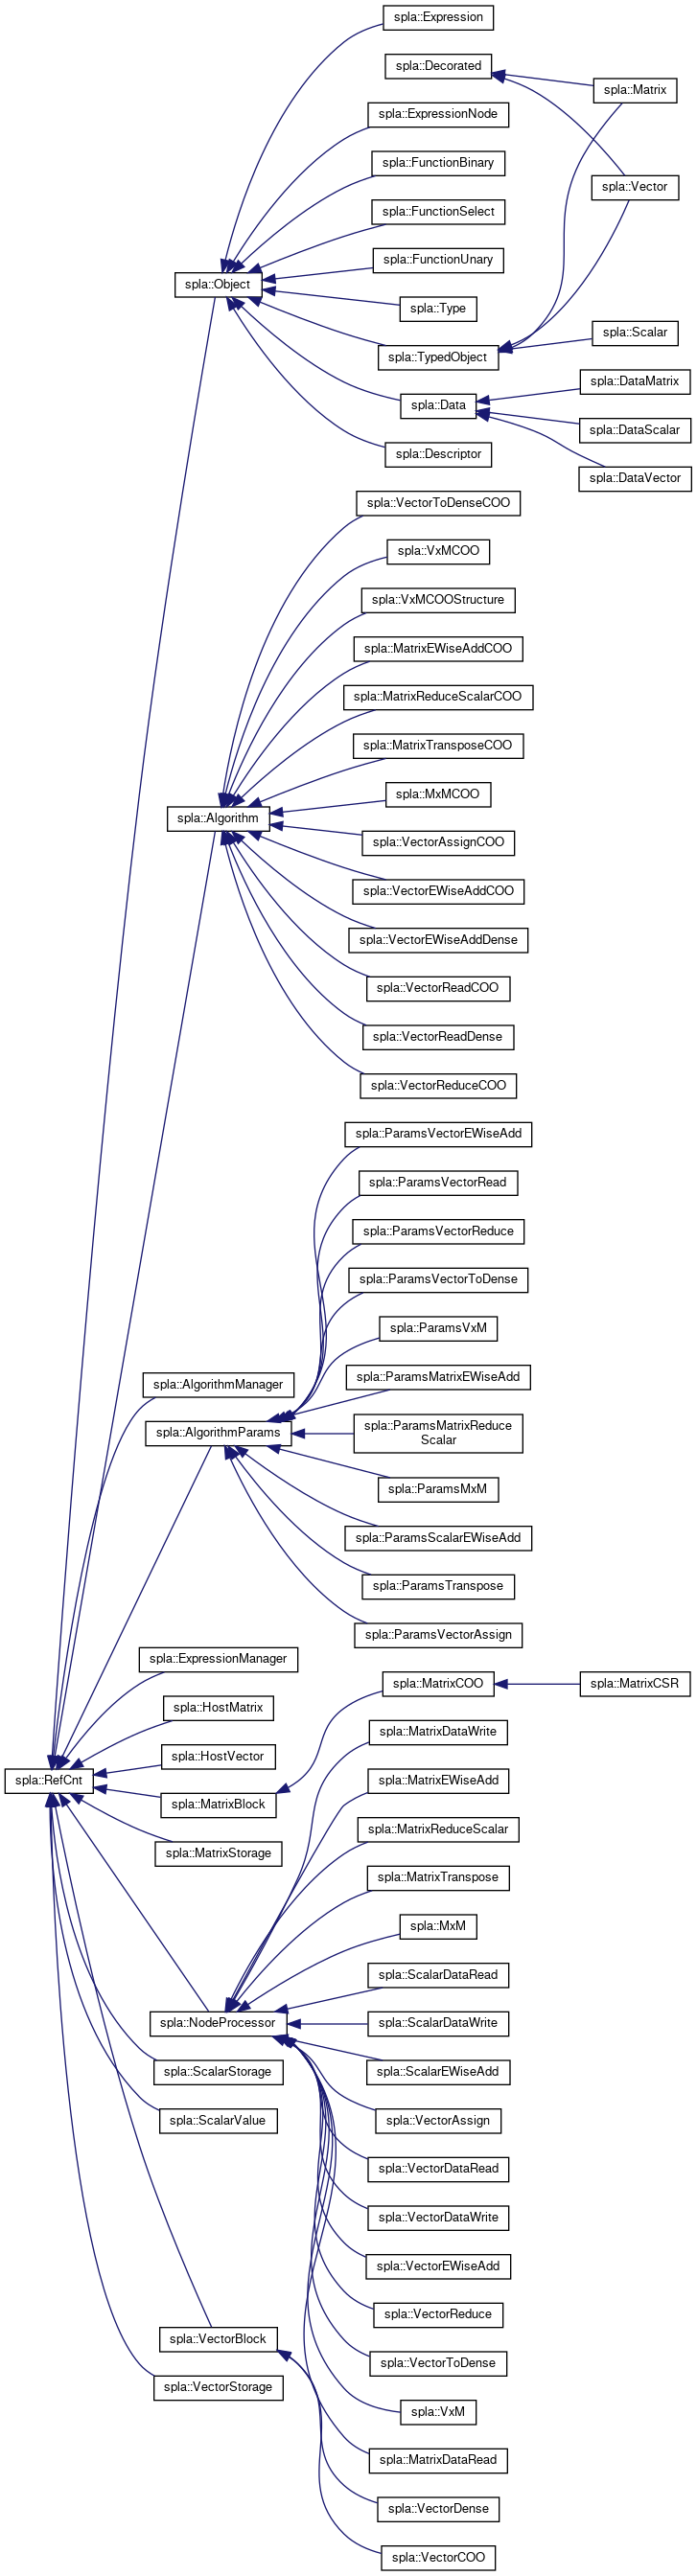 spla::Expression
spla::Decorated
spla::Matrix
spla::ExpressionNode
spla::FunctionBinary
spla::Vector
spla::FunctionSelect
spla::FunctionUnary
spla::Object
spla::Type
spla::Scalar
spla::TypedObject
spla::DataMatrix
spla::Data
spla::DataScalar
spla::Descriptor
spla::DataVector
spla::VectorToDenseCOO
spla::VxMCOO
spla::VxMCOOStructure
spla::MatrixEWiseAddCOO
spla::MatrixReduceScalarCOO
spla::MatrixTransposeCOO
spla::MxMCOO
spla::Algorithm
spla::VectorAssignCOO
spla::VectorEWiseAddCOO
spla::VectorEWiseAddDense
spla::VectorReadCOO
spla::VectorReadDense
spla::VectorReduceCOO
spla::ParamsVectorEWiseAdd
spla::ParamsVectorRead
spla::ParamsVectorReduce
spla::ParamsVectorToDense
spla::ParamsVxM
spla::ParamsMatrixEWiseAdd
spla::AlgorithmManager
spla::ParamsMatrixReduce
Scalar
spla::AlgorithmParams
spla::ParamsMxM
spla::ParamsScalarEWiseAdd
spla::ParamsTranspose
spla::ParamsVectorAssign
spla::ExpressionManager
spla::MatrixCOO
spla::MatrixCSR
spla::HostMatrix
spla::MatrixDataWrite
spla::HostVector
spla::RefCnt
spla::MatrixEWiseAdd
spla::MatrixBlock
spla::MatrixReduceScalar
spla::MatrixStorage
spla::MatrixTranspose
spla::MxM
spla::ScalarDataRead
spla::NodeProcessor
spla::ScalarDataWrite
spla::ScalarStorage
spla::ScalarEWiseAdd
spla::ScalarValue
spla::VectorAssign
spla::VectorDataRead
spla::VectorDataWrite
spla::VectorEWiseAdd
spla::VectorReduce
spla::VectorBlock
spla::VectorToDense
spla::VectorStorage
spla::VxM
spla::MatrixDataRead
spla::VectorDense
spla::VectorCOO